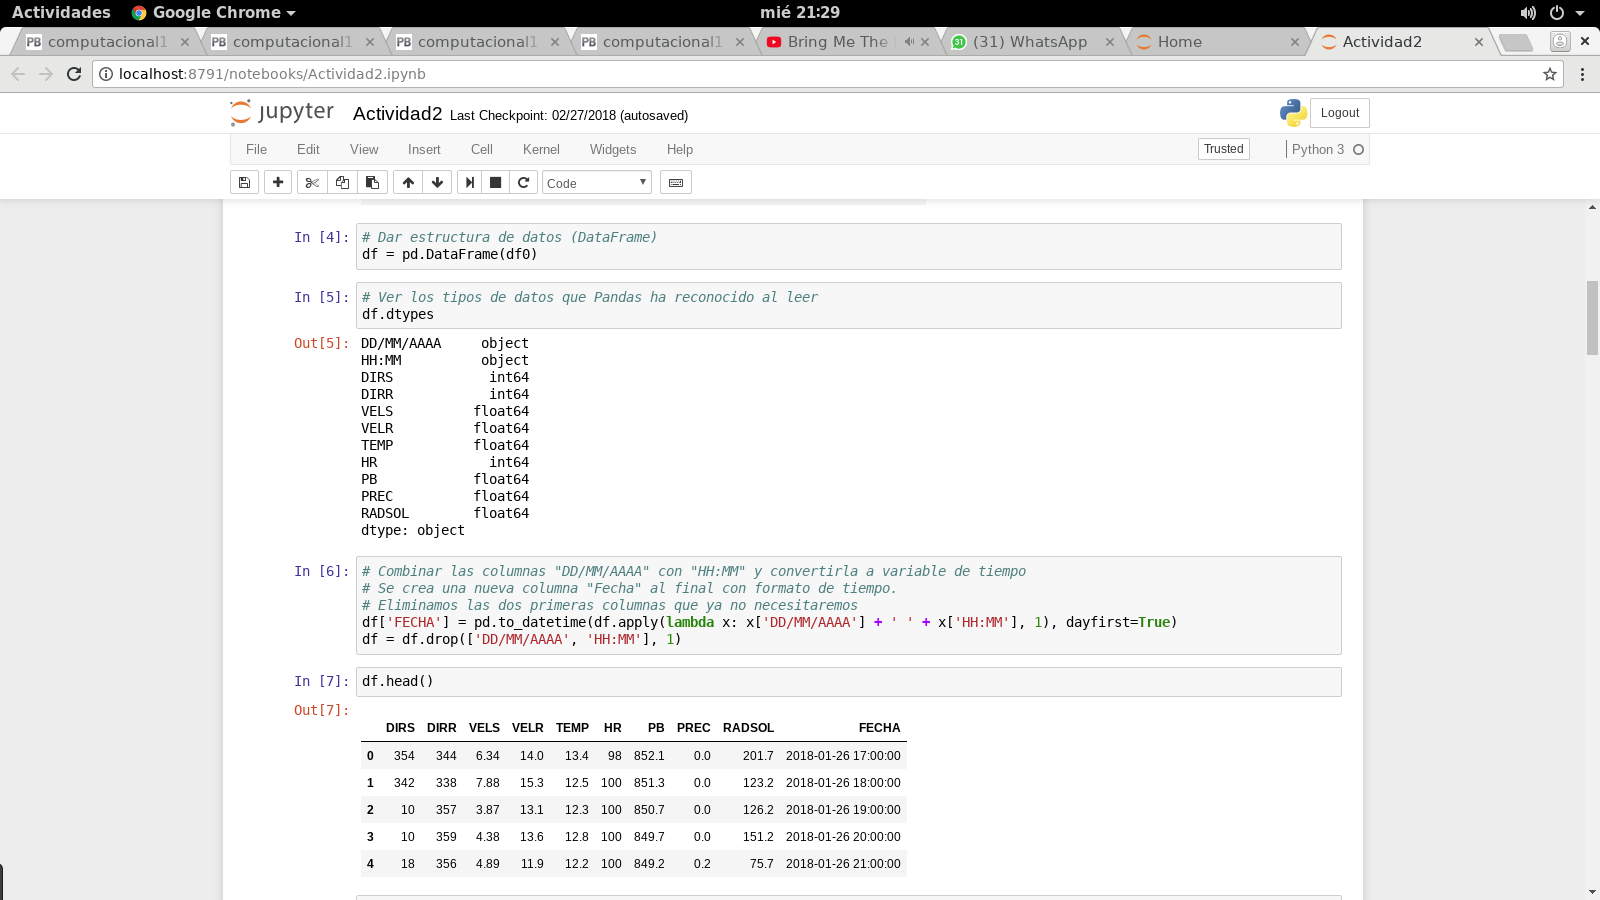 Actividades Google Chrome mié 21:29
PB computacional1 PB computacional1 PB computacional1 PB computacional1 Bring Me The 31 (31) WhatsApp Home Actividad2
localhost:8791/notebooks/Actividad2.ipynb
jupyter Actividad2 Last Checkpoint: 02/27/2018 (autosaved) Logout
File Edit View Insert Cell Kernel Widgets Help Trusted Python 3
Code
In [4]: # Dar estructura de datos (DataFrame)
df = pd.DataFrame(df0)
In [5]: # Ver los tipos de datos que Pandas ha reconocido al leer
df.dtypes
Out[5]: DD/MM/AAAA object
HH:MM object
DIRS int64
DIRR int64
VELS float64
VELR float64
TEMP float64
HR int64
PB float64
PREC float64
RADSOL float64
dtype: object
In [6]: # Combinar las columnas "DD/MM/AAAA" con "HH:MM" y convertirla a variable de tiempo
# Se crea una nueva columna "Fecha" al final con formato de tiempo.
# Eliminamos las dos primeras columnas que ya no necesitaremos
df['FECHA'] = pd.to_datetime(df.apply(lambda x: x['DD/MM/AAAA'] + ' ' + x['HH:MM'], 1), dayfirst=True)
df = df.drop(['DD/MM/AAAA', 'HH:MM'], 1)
In [7]: df.head()
Out[7]:
DIRS DIRR VELS VELR TEMP HR PB PREC RADSOL FECHA
0 354 344 6.34 14.0 13.4 98 852.1 0.0 201.7 2018-01-26 17:00:00
1 342 338 7.88 15.3 12.5 100 851.3 0.0 123.2 2018-01-26 18:00:00
2 10 357 3.87 13.1 12.3 100 850.7 0.0 126.2 2018-01-26 19:00:00
3 10 359 4.38 13.6 12.8 100 849.7 0.0 151.2 2018-01-26 20:00:00
4 18 356 4.89 11.9 12.2 100 849.2 0.2 75.7 2018-01-26 21:00:00